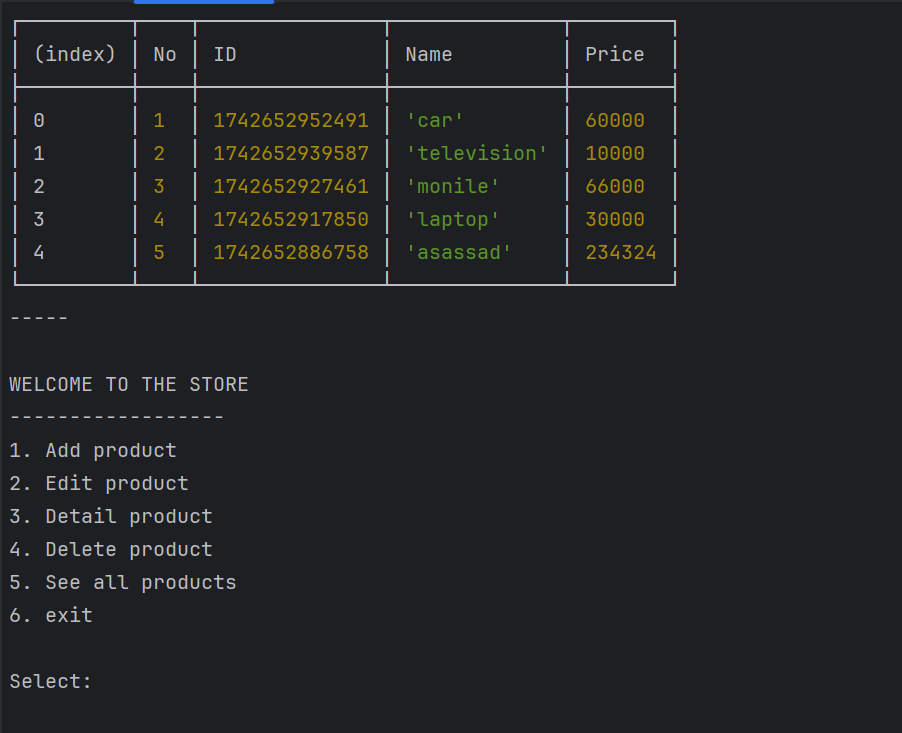 (index) No ID Name Price
0 1 1742652952491 'car' 60000
1 2 1742652939587 'television' 10000
2 3 1742652927461 'monile' 66000
3 4 1742652917850 'laptop' 30000
4 5 1742652886758 'asassad' 234324
-----
WELCOME TO THE STORE
------------------
1. Add product
2. Edit product
3. Detail product
4. Delete product
5. See all products
6. exit
Select: